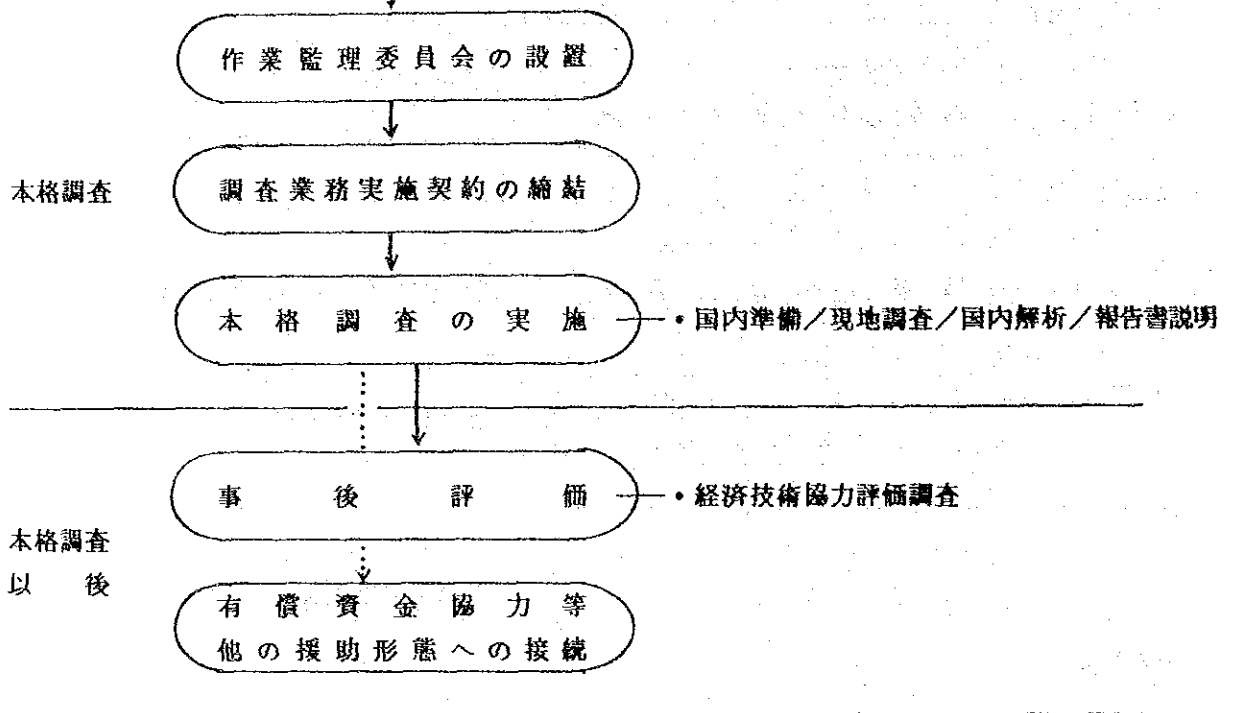 作業監理委員会の設置
本格調査
調査業務実施契約の締結
本格調査の実施
・国内準備/現地調査/国内解析/報告書説明
事後評価
・経済技術協力評価調査
本格調査
以後
有償資金協力等
他の援助形態への接続